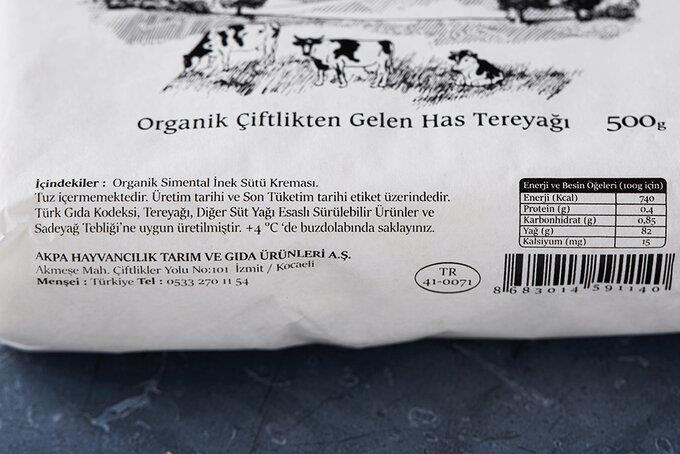 Organik Çiftlikten Gelen Has Tereyağı 500g
İçindekiler : Organik Simental İnek Sütü Kreması.
Tuz içermemektedir. Üretim tarihi ve Son Tüketim tarihi etiket üzerindedir.
Türk Gıda Kodeksi, Tereyağı, Diğer Süt Yağı Esaslı Sürülebilir Ürünler ve
Sadeyağ Tebliği'ne uygun üretilmiştir. +4 °C 'de buzdolabında saklayınız.
AKPA HAYVANCILIK TARIM VE GIDA ÜRÜNLERİ A.Ş.
Akmeşe Mah. Çiftlikler Yolu No:101 İzmit / Kocaeli
Menşei : Türkiye Tel : 0533 270 11 54
TR
41-0071
Enerji ve Besin Öğeleri (100g için)
Enerji (Kcal) 740
Protein (g) 0,4
Karbonhidrat (g) 0,85
Yağ (g) 82
Kalsiyum (mg) 15
8 683014 591140